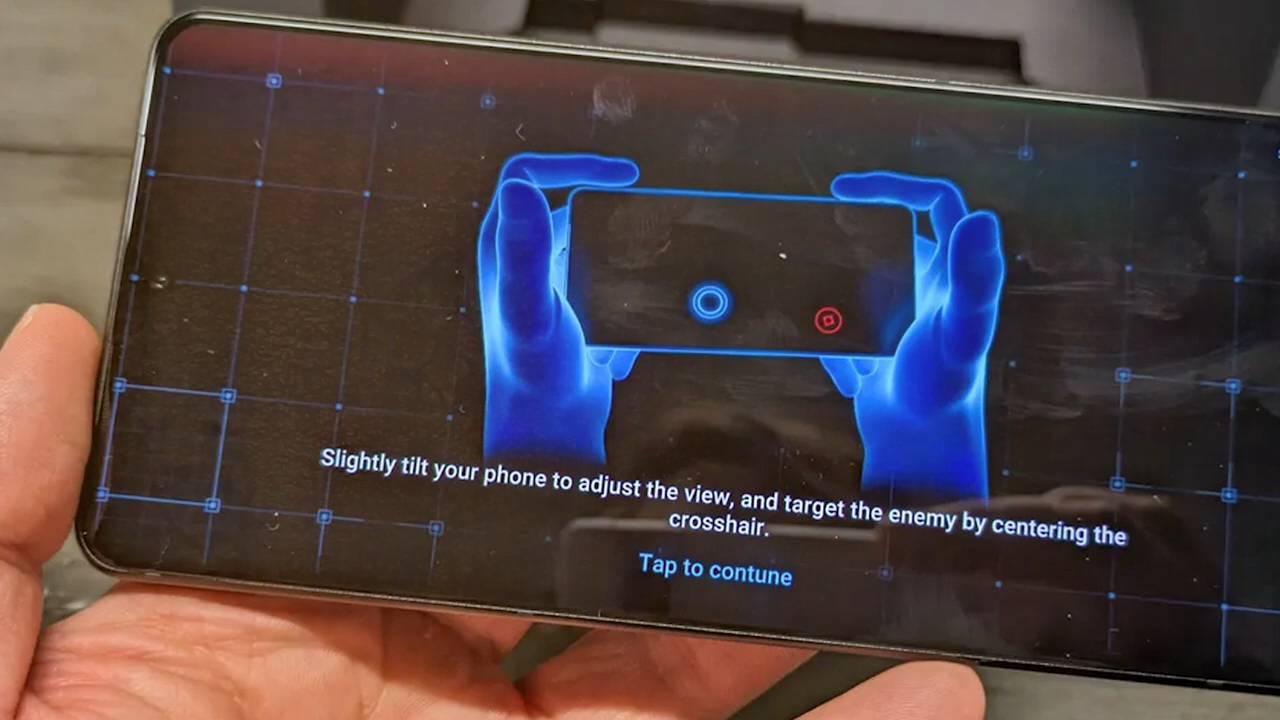 Slightly tilt your phone to adjust the view, and target the enemy by centering the
crosshair.
Tap to contune